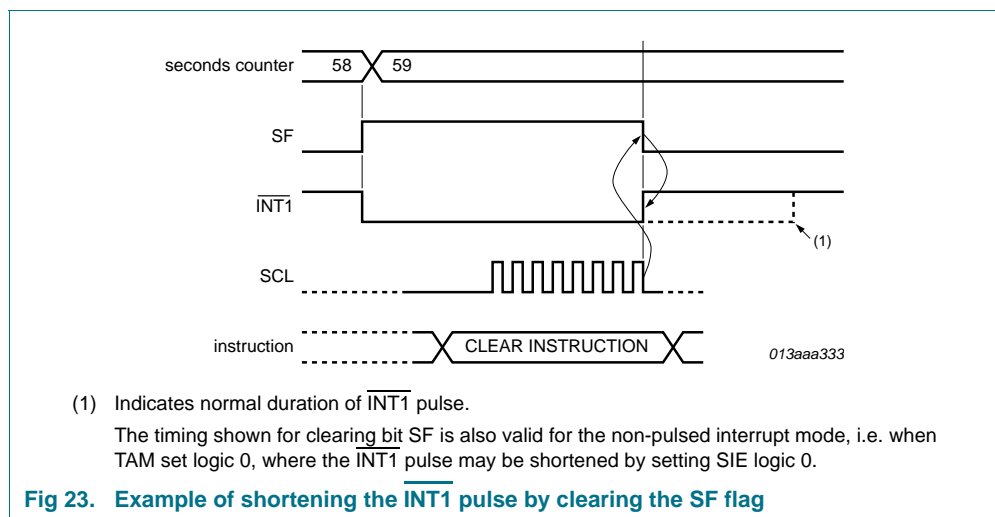 seconds counter 58 59
SF
INT1
(1)
SCL
instruction CLEAR INSTRUCTION
013aaa333
(1) Indicates normal duration of INT1 pulse.
The timing shown for clearing bit SF is also valid for the non-pulsed interrupt mode, i.e. when
TAM set logic 0, where the INT1 pulse may be shortened by setting SIE logic 0.
Fig 23. Example of shortening the INT1 pulse by clearing the SF flag